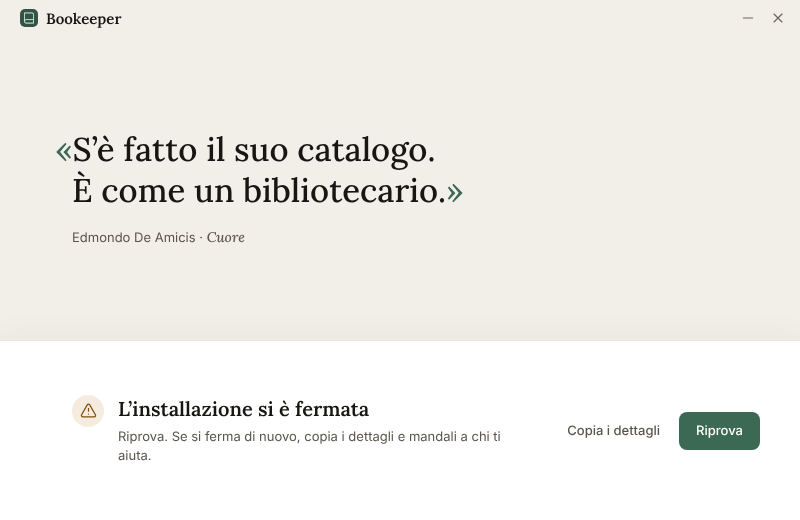 Bookeeper
«S’è fatto il suo catalogo.
È come un bibliotecario.»
Edmondo De Amicis · Cuore
L’installazione si è fermata
Riprova. Se si ferma di nuovo, copia i dettagli e mandali a chi ti
aiuta.
Copia i dettagli
Riprova